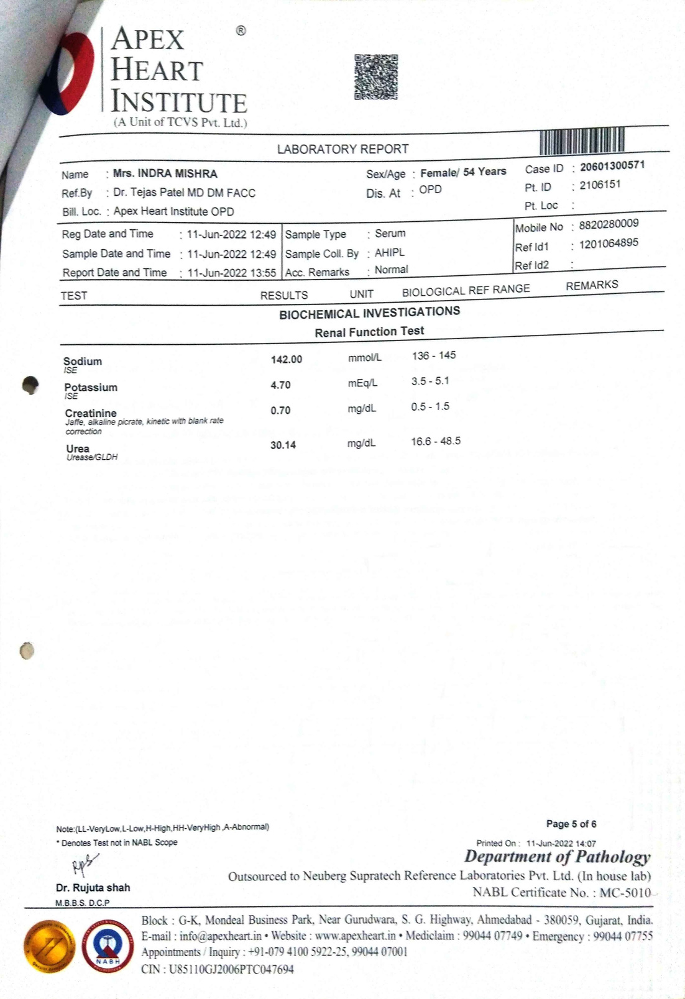 APEX ®
HEART
INSTITUTE
(A Unit of TCVS Pvt. Ltd.)
LABORATORY REPORT
Name : Mrs. INDRA MISHRA Sex/Age : Female/ 54 Years Case ID : 20601300571
Ref.By : Dr. Tejas Patel MD DM FACC Dis. At : OPD Pt. ID : 2106151
Bill. Loc. : Apex Heart Institute OPD Pt. Loc :
Reg Date and Time : 11-Jun-2022 12:49 Sample Type : Serum Mobile No : 8820280009
Sample Date and Time : 11-Jun-2022 12:49 Sample Coll. By : AHIPL Ref Id1 : 1201064895
Report Date and Time : 11-Jun-2022 13:55 Acc. Remarks : Normal Ref Id2 :
TEST RESULTS UNIT BIOLOGICAL REF RANGE REMARKS
BIOCHEMICAL INVESTIGATIONS
Renal Function Test
Sodium 142.00 mmol/L 136 - 145
ISE
Potassium 4.70 mEq/L 3.5 - 5.1
ISE
Creatinine 0.70 mg/dL 0.5 - 1.5
Jaffe, alkaline picrate, kinetic with blank rate
correction
Urea 30.14 mg/dL 16.6 - 48.5
Urease/GLDH
Note:(LL-VeryLow,L-Low,H-High,HH-VeryHigh ,A-Abnormal)
Page 5 of 6
* Denotes Test not in NABL Scope
Printed On : 11-Jun-2022 14:07
Department of Pathology
Outsourced to Neuberg Supratech Reference Laboratories Pvt. Ltd. (In house lab)
Dr. Rujuta shah
NABL Certificate No. : MC-5010
M.B.B.S. D.C.P
Block : G-K, Mondeal Business Park, Near Gurudwara, S. G. Highway, Ahmedabad - 380059, Gujarat, India.
E-mail : info@apexheart.in • Website : www.apexheart.in • Mediclaim : 99044 07749 • Emergency : 99044 07755
Appointments / Inquiry : +91-079 4100 5922-25, 99044 07001
CIN : U85110GJ2006PTC047694
NABH